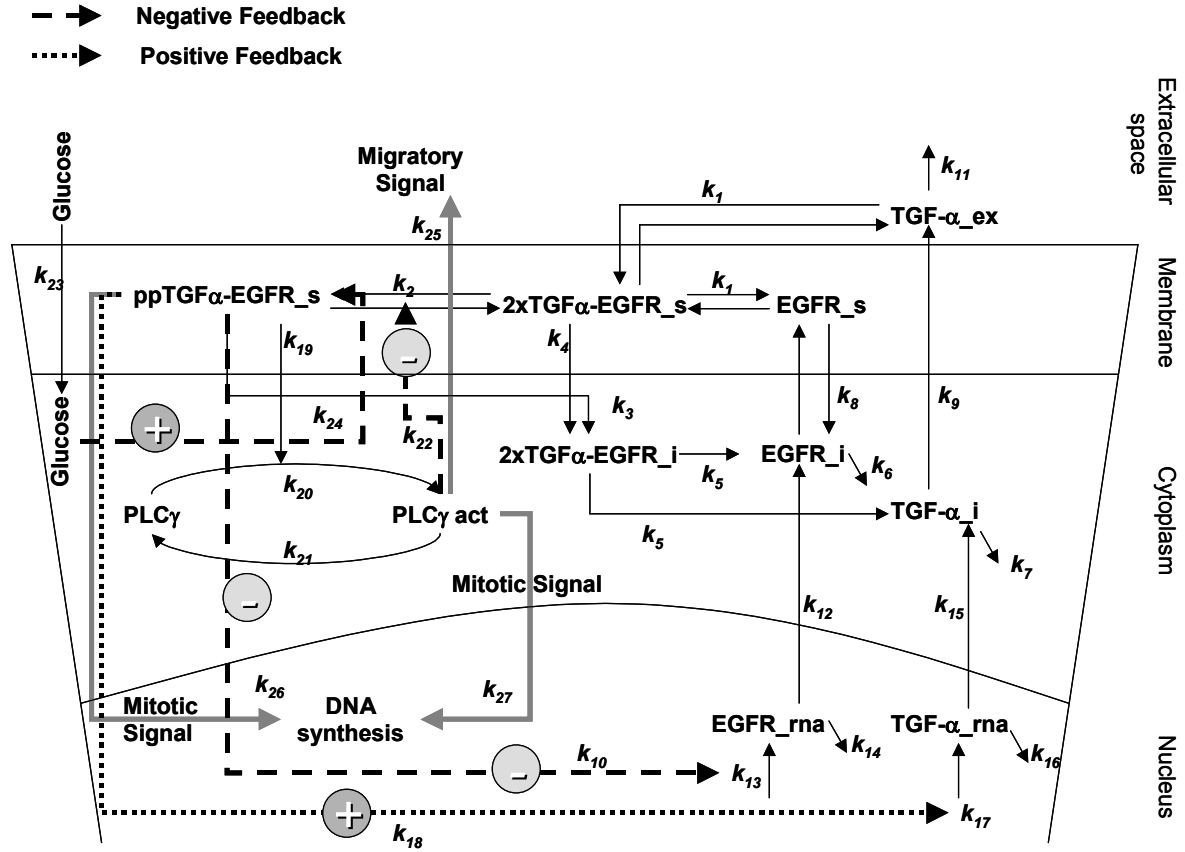 Negative Feedback
Positive Feedback
Extracellular
space
Glucose
Migratory
Signal
k11
k1
TGF-α_ex
k25
k23
Membrane
ppTGFα-EGFR_s
k2
2xTGFα-EGFR_s
k1
EGFR_s
k19
-
k4
k8
k9
k3
Glucose
+
k24
k22
2xTGFα-EGFR_i
k5
EGFR_i
k6
Cytoplasm
k20
PLCγ
PLCγ act
TGF-α_i
k5
k21
k7
Mitotic Signal
-
k12
k15
k26
k27
Mitotic
Signal
DNA
synthesis
EGFR_rna
k14
TGF-α_rna
k16
Nucleus
-
k10
k13
+
k18
k17